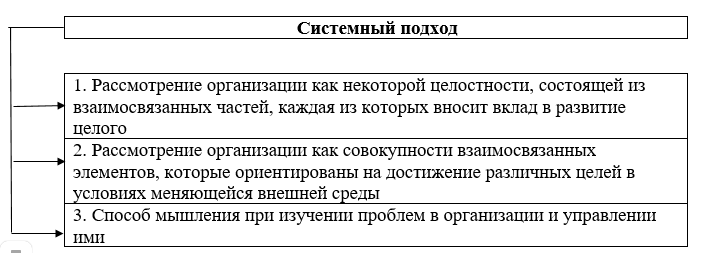 Системный подход
1. Рассмотрение организации как некоторой целостности, состоящей из
взаимосвязанных частей, каждая из которых вносит вклад в развитие
целого
2. Рассмотрение организации как совокупности взаимосвязанных
элементов, которые ориентированы на достижение различных целей в
условиях меняющейся внешней среды
3. Способ мышления при изучении проблем в организации и управлении
ими